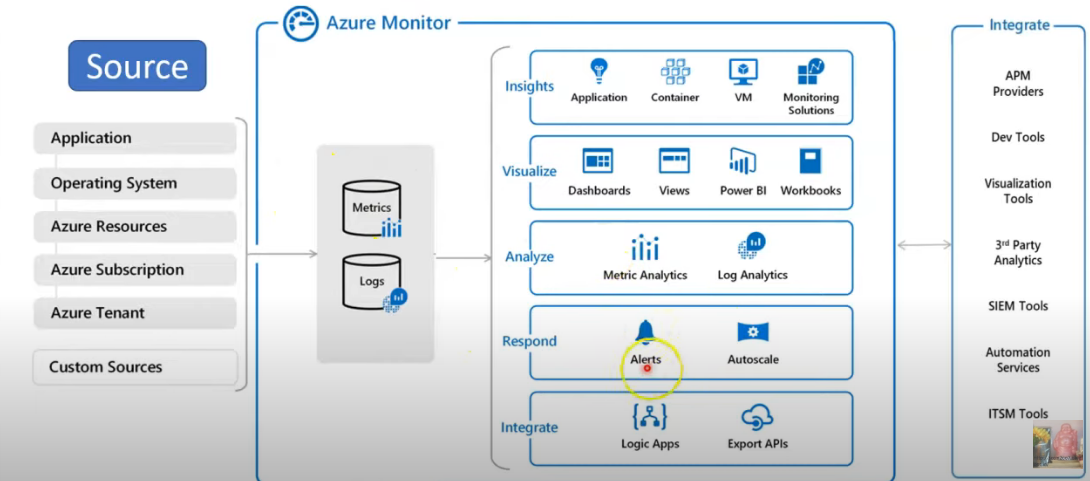 Azure Monitor
Source
Application
Operating System
Azure Resources
Azure Subscription
Azure Tenant
Custom Sources
Metrics
Logs
Insights
Application
Container
VM
Monitoring
Solutions
Visualize
Dashboards
Views
Power BI
Workbooks
Analyze
Metric Analytics
Log Analytics
Respond
Alerts
Autoscale
Integrate
Logic Apps
Export APIs
Integrate
APM
Providers
Dev Tools
Visualization
Tools
3rd Party
Analytics
SIEM Tools
Automation
Services
ITSM Tools